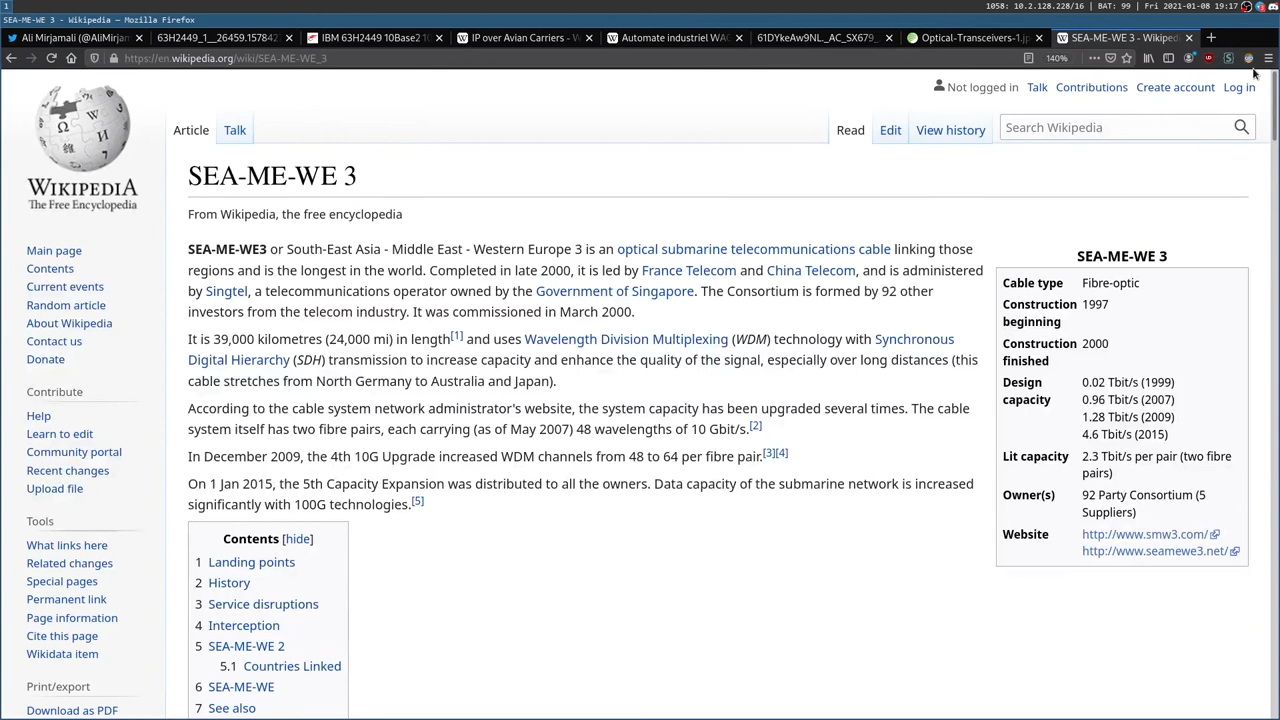 1
1058: 10.2.128.228/16 | BAT: 99 | Fri 2021-01-08 19:17
SEA-ME-WE 3 - Wikipedia — Mozilla Firefox
Ali Mirjamali (@AliMirjam
63H2449_1__26459.157842
IBM 63H2449 10Base2 10
IP over Avian Carriers - W
Automate industriel WAG
61DYkeAw9NL._AC_SX679_
Optical-Transceivers-1.jp
SEA-ME-WE 3 - Wikiped
https://en.wikipedia.org/wiki/SEA-ME-WE_3
140%
Not logged in Talk Contributions Create account Log in
Article Talk Read Edit View history Search Wikipedia
WIKIPEDIA
The Free Encyclopedia
Main page
Contents
Current events
Random article
About Wikipedia
Contact us
Donate
Contribute
Help
Learn to edit
Community portal
Recent changes
Upload file
Tools
What links here
Related changes
Special pages
Permanent link
Page information
Cite this page
Wikidata item
Print/export
Download as PDF
SEA-ME-WE 3
From Wikipedia, the free encyclopedia
SEA-ME-WE3 or South-East Asia - Middle East - Western Europe 3 is an optical submarine telecommunications cable linking those
regions and is the longest in the world. Completed in late 2000, it is led by France Telecom and China Telecom, and is administered
by Singtel, a telecommunications operator owned by the Government of Singapore. The Consortium is formed by 92 other
investors from the telecom industry. It was commissioned in March 2000.
It is 39,000 kilometres (24,000 mi) in length[1] and uses Wavelength Division Multiplexing (WDM) technology with Synchronous
Digital Hierarchy (SDH) transmission to increase capacity and enhance the quality of the signal, especially over long distances (this
cable stretches from North Germany to Australia and Japan).
According to the cable system network administrator's website, the system capacity has been upgraded several times. The cable
system itself has two fibre pairs, each carrying (as of May 2007) 48 wavelengths of 10 Gbit/s.[2]
In December 2009, the 4th 10G Upgrade increased WDM channels from 48 to 64 per fibre pair.[3][4]
On 1 Jan 2015, the 5th Capacity Expansion was distributed to all the owners. Data capacity of the submarine network is increased
significantly with 100G technologies.[5]
Contents [hide]
1 Landing points
2 History
3 Service disruptions
4 Interception
5 SEA-ME-WE 2
5.1 Countries Linked
6 SEA-ME-WE
7 See also
SEA-ME-WE 3
Cable type Fibre-optic
Construction 1997
beginning
Construction 2000
finished
Design 0.02 Tbit/s (1999)
capacity 0.96 Tbit/s (2007)
1.28 Tbit/s (2009)
4.6 Tbit/s (2015)
Lit capacity 2.3 Tbit/s per pair (two fibre
pairs)
Owner(s) 92 Party Consortium (5
Suppliers)
Website http://www.smw3.com/
http://www.seamewe3.net/